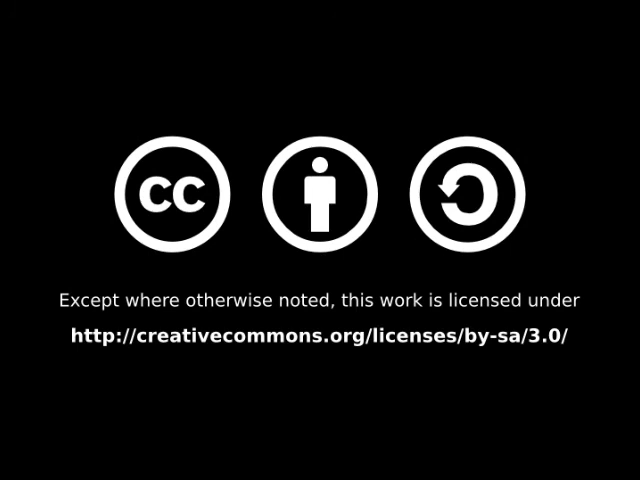 cc
Except where otherwise noted, this work is licensed under
http://creativecommons.org/licenses/by-sa/3.0/